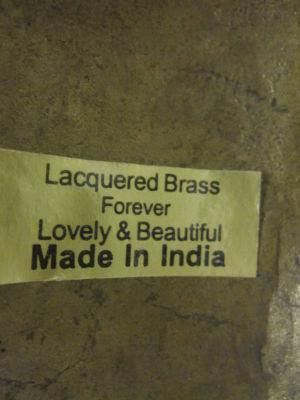 Lacquered Brass
Forever
Lovely & Beautiful
Made In India